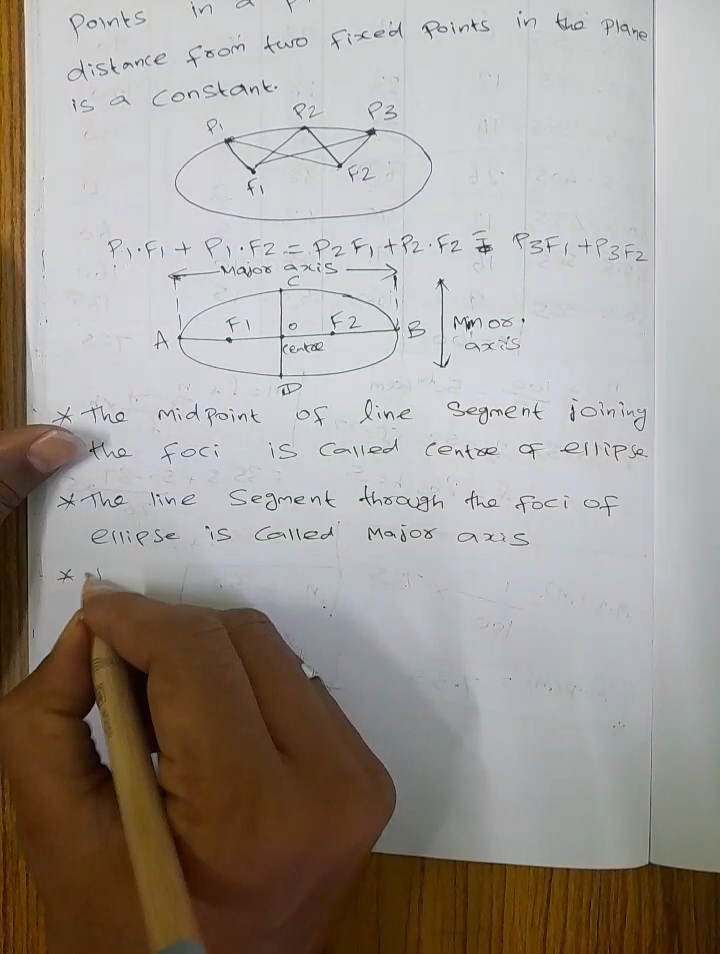 Points in a
distance from two fixed points in the plane
is a constant.
P1 P2 P3
F1 F2
P1.F1 + P1.F2 = P2F1 + P2.F2 = P3F1 + P3F2
Major axis
C
A F1 O F2 B Minor
centre axis
D
* The midpoint of line segment joining
the foci is called centre of ellipse
* The line segment through the foci of
ellipse is called Major axis
*